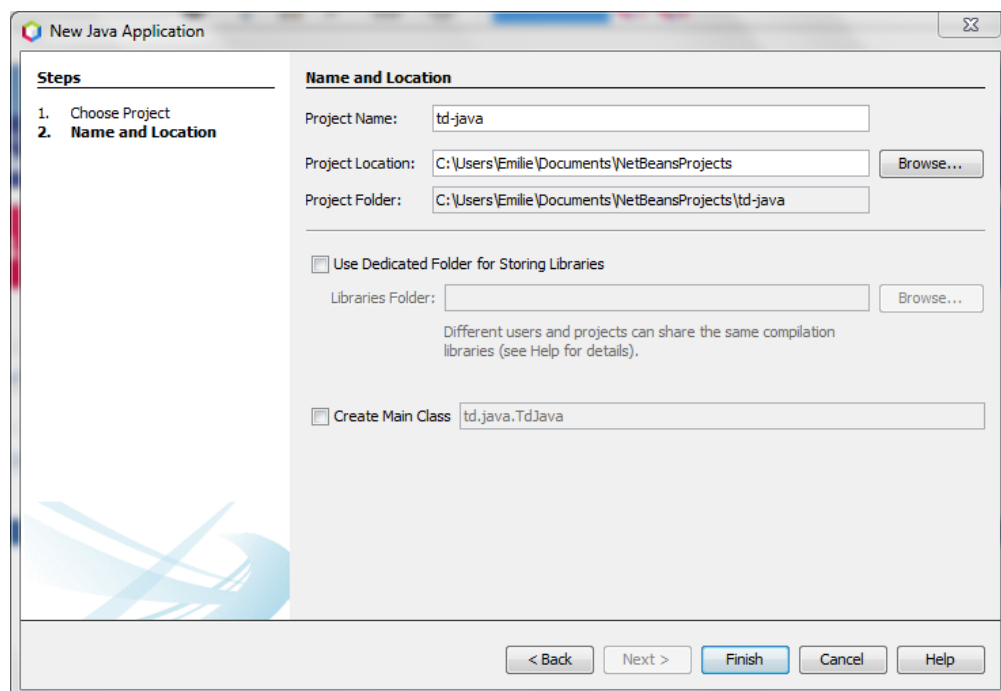 New Java Application
Steps
1. Choose Project
2. Name and Location
Name and Location
Project Name: td-java
Project Location: C:\Users\Emilie\Documents\NetBeansProjects Browse...
Project Folder: C:\Users\Emilie\Documents\NetBeansProjects\td-java
Use Dedicated Folder for Storing Libraries
Libraries Folder: Browse...
Different users and projects can share the same compilation
libraries (see Help for details).
Create Main Class td.java.TdJava
< Back Next > Finish Cancel Help